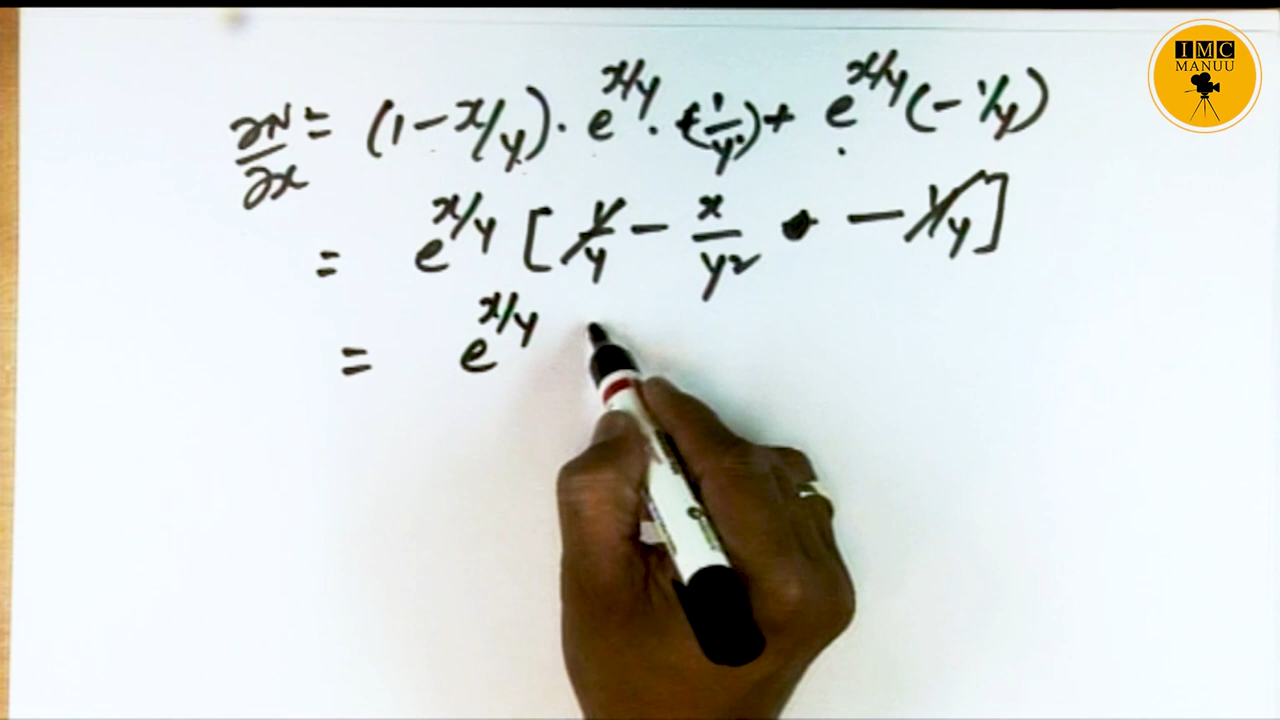 IMC
MANUU
∂N/∂x = (1 - x/y) · e^{x/y} · (1/y) + e^{x/y} (- 1/y)
= e^{x/y} [ 1/y - x/y² - 1/y ]
= e^{x/y}